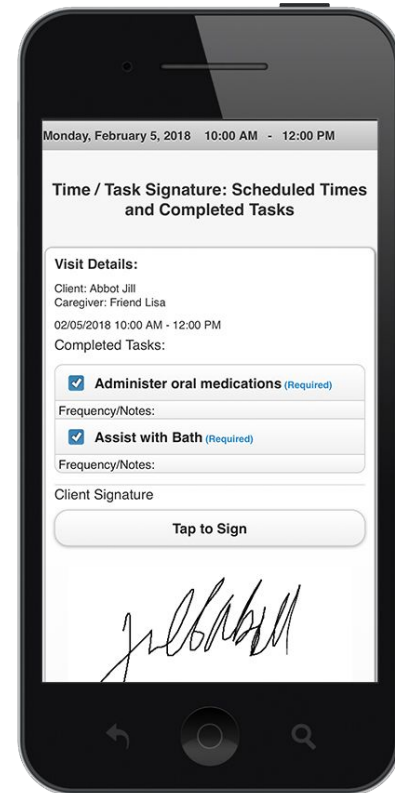 Monday, February 5, 2018 10:00 AM - 12:00 PM
Time / Task Signature: Scheduled Times
and Completed Tasks
Visit Details:
Client: Abbot Jill
Caregiver: Friend Lisa
02/05/2018 10:00 AM - 12:00 PM
Completed Tasks:
Administer oral medications (Required)
Frequency/Notes:
Assist with Bath (Required)
Frequency/Notes:
Client Signature
Tap to Sign